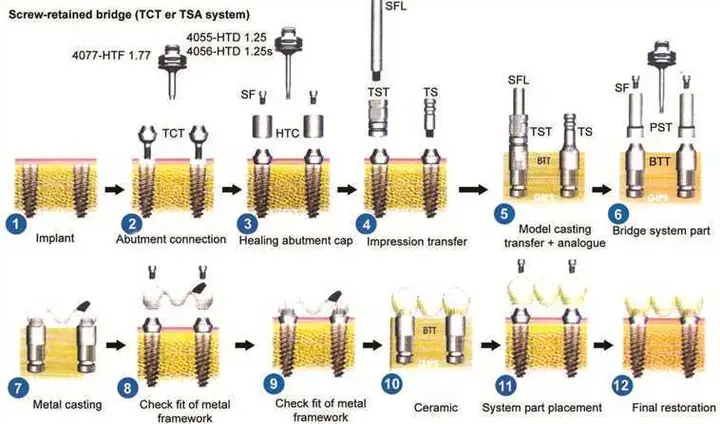 Screw-retained bridge (TCT er TSA system)
4077-HTF 1.77
4055-HTD 1.25
4056-HTD 1.25s
SFL
SF
TCT
HTC
TST
TS
SFL
TST
TS
BTT
GIPS
SF
PST
BTT
GIPS
1
Implant
2
Abutment connection
3
Healing abutment cap
4
Impression transfer
5
Model casting
transfer + analogue
6
Bridge system part
7
Metal casting
8
Check fit of metal
framework
9
Check fit of metal
framework
BTT
GIPS
10
Ceramic
11
System part placement
12
Final restoration